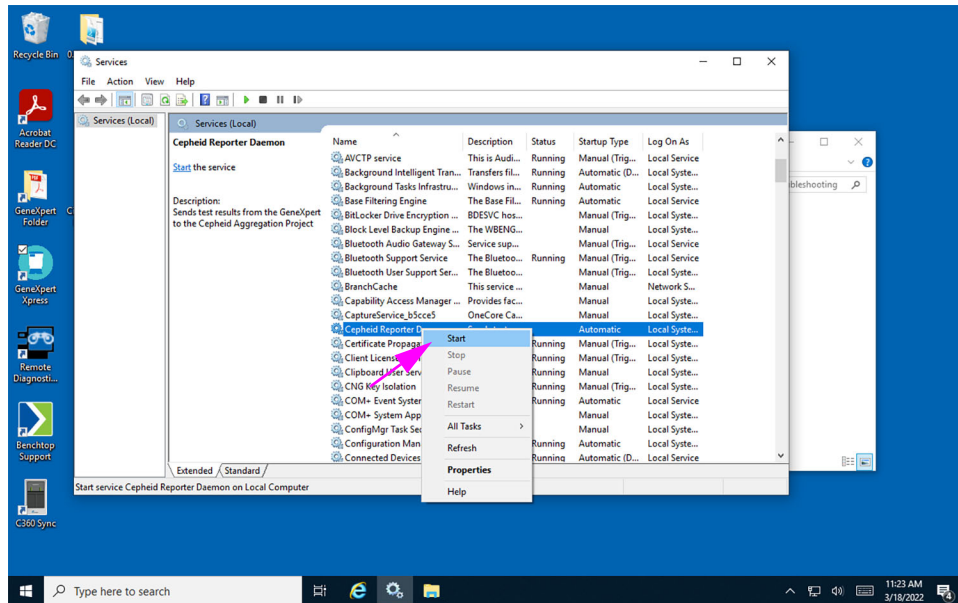 Recycle Bin
Acrobat
Reader DC
GeneXpert
Folder
GeneXpert
Xpress
Remote
Diagnosti...
Benchtop
Support
C360 Sync
Services
File Action View Help
Services (Local)
Services (Local)
Cepheid Reporter Daemon
Start the service
Description:
Sends test results from the GeneXpert
to the Cepheid Aggregation Project
Name Description Status Startup Type Log On As
AVCTP service This is Audi... Running Manual (Trig... Local Service
Background Intelligent Tran... Transfers fil... Running Automatic (D... Local Syste...
Background Tasks Infrastru... Windows in... Running Automatic Local Syste...
Base Filtering Engine The Base Fil... Running Automatic Local Service
BitLocker Drive Encryption ... BDESVC hos... Manual (Trig... Local Syste...
Block Level Backup Engine ... The WBENG... Manual Local Syste...
Bluetooth Audio Gateway S... Service sup... Manual (Trig... Local Service
Bluetooth Support Service The Bluetoo... Running Manual (Trig... Local Service
Bluetooth User Support Ser... The Bluetoo... Manual (Trig... Local Syste...
BranchCache This service ... Manual Network S...
Capability Access Manager ... Provides fac... Manual Local Syste...
CaptureService_b5cce5 OneCore Ca... Manual Local Syste...
Cepheid Reporter D Automatic Local Syste...
Certificate Propaga Running Manual (Trig... Local Syste...
Client License Running Manual (Trig... Local Syste...
Clipboard User Serv Running Manual Local Syste...
CNG Key Isolation Running Manual (Trig... Local Syste...
COM+ Event Syster Running Automatic Local Service
COM+ System App Manual Local Syste...
ConfigMgr Task Sec Manual Local Syste...
Configuration Man Running Automatic Local Syste...
Connected Devices Running Automatic (D... Local Service
Start
Stop
Pause
Resume
Restart
All Tasks
Refresh
Properties
Help
Extended Standard
Start service Cepheid Reporter Daemon on Local Computer
ubleshooting
Type here to search
11:23 AM
3/18/2022
4